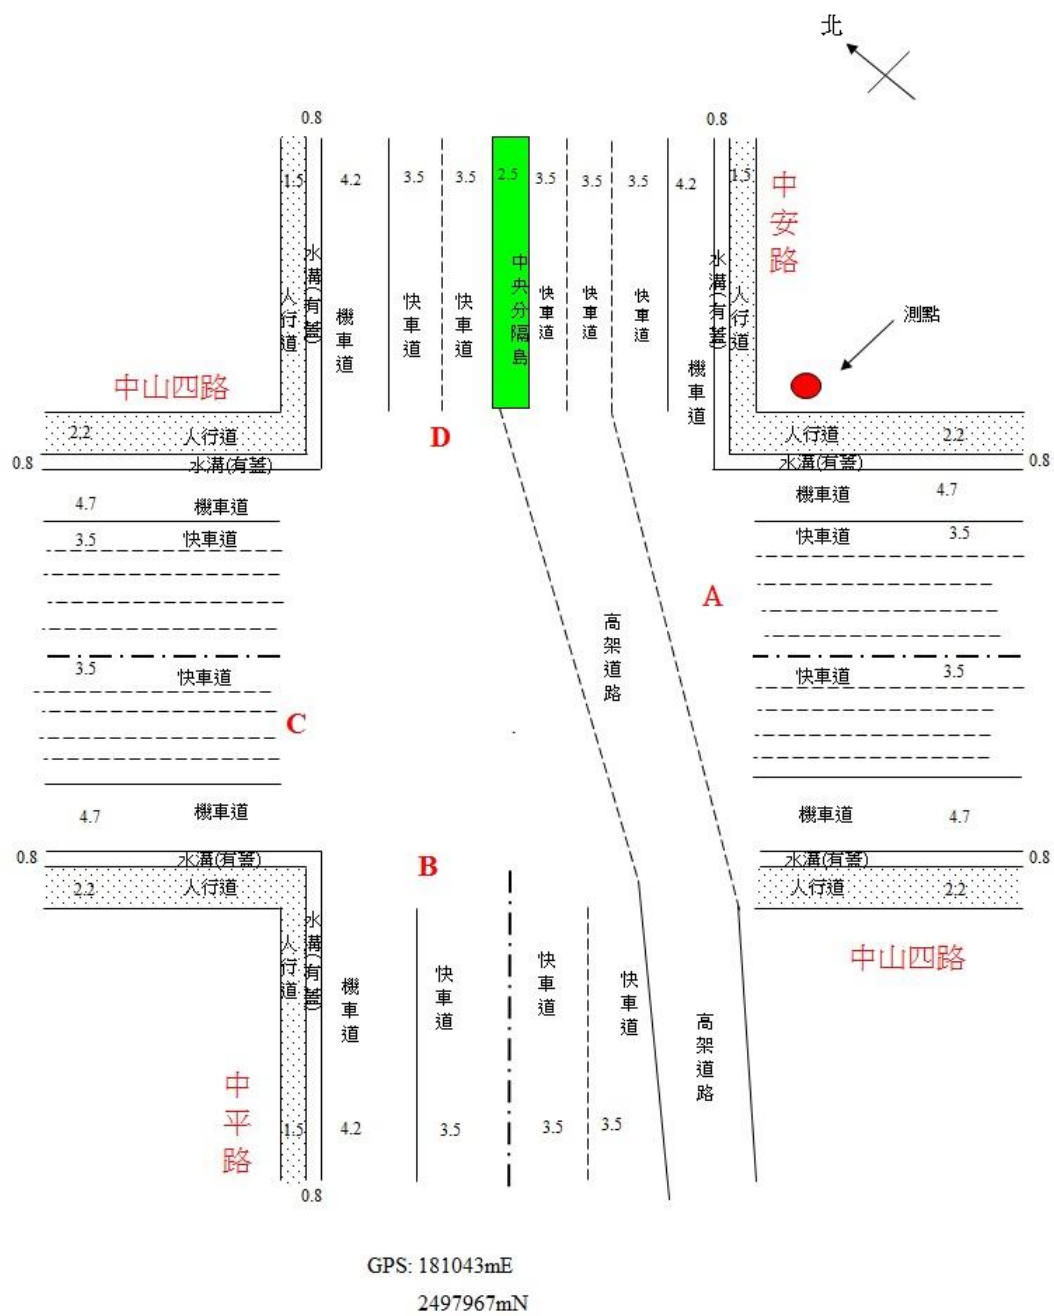 北
0.8
0.8
1.5
4.2
3.5
3.5
2.5
3.5
3.5
3.5
4.2
1.5
中安路
水溝(有蓋)
人行道
機車道
快車道
快車道
中央分隔島
快車道
快車道
快車道
機車道
水溝(有蓋)
人行道
測點
中山四路
D
2.2
人行道
人行道
2.2
0.8
水溝(有蓋)
水溝(有蓋)
0.8
4.7
機車道
機車道
4.7
3.5
快車道
快車道
3.5
A
高架道路
3.5
快車道
快車道
3.5
C
4.7
機車道
機車道
4.7
0.8
水溝(有蓋)
B
水溝(有蓋)
0.8
2.2
人行道
人行道
2.2
中山四路
人行道
水溝(有蓋)
機車道
快車道
快車道
快車道
高架道路
中平路
1.5
4.2
3.5
3.5
3.5
0.8
GPS: 181043mE
2497967mN